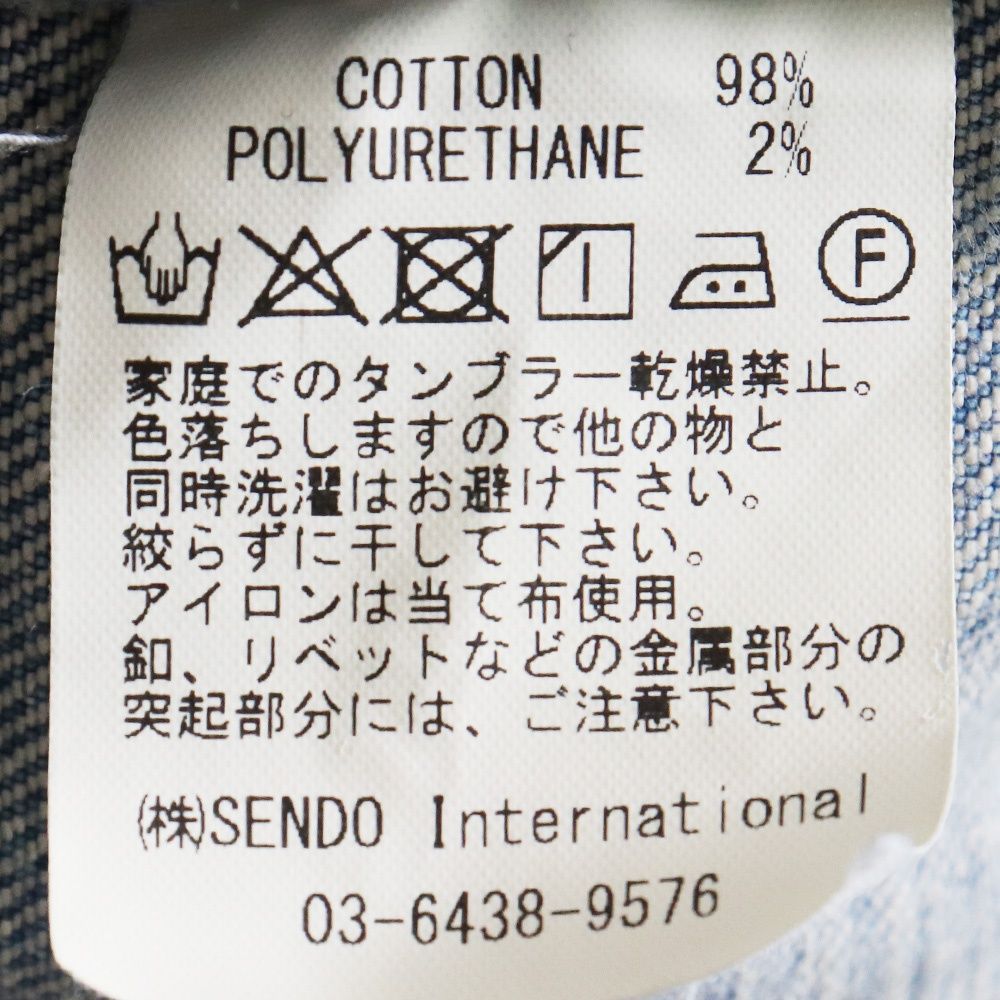 COTTON 98%
POLYURETHANE 2%
F
家庭でのタンブラー乾燥禁止。
色落ちしますので他の物と
同時洗濯はお避け下さい。
絞らずに干して下さい。
アイロンは当て布使用。
釦、リベットなどの金属部分の
突起部分には、ご注意下さい。
㈱SENDO International
03-6438-9576